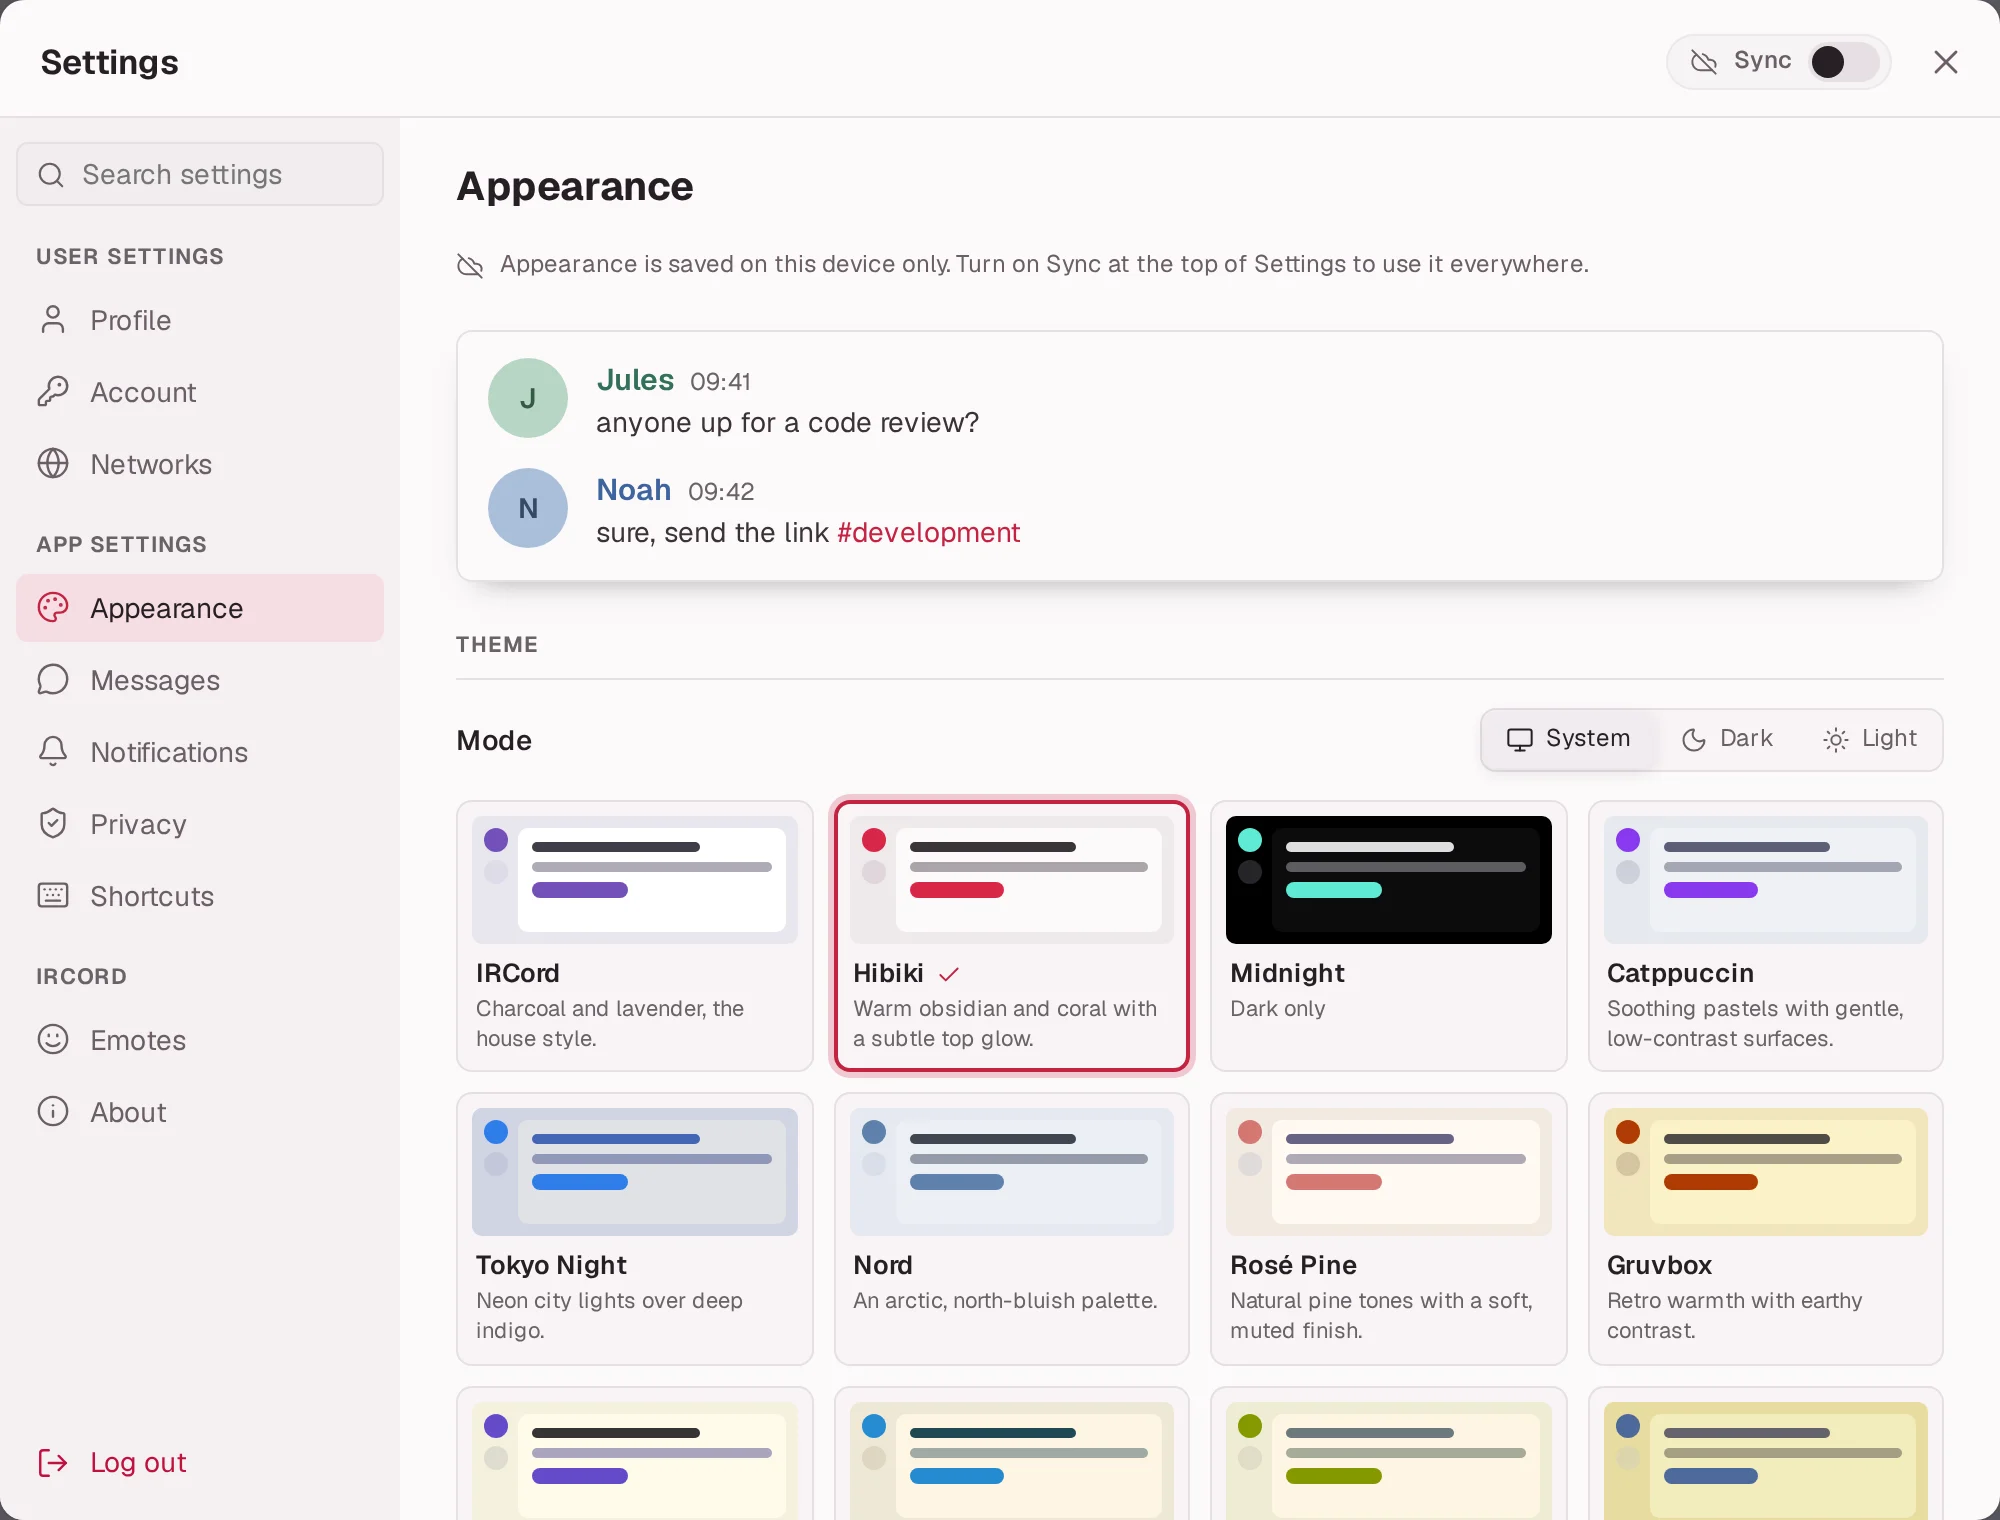 Settings
Sync
Search settings
USER SETTINGS
Profile
Account
Networks
APP SETTINGS
Appearance
Messages
Notifications
Privacy
Shortcuts
IRCORD
Emotes
About
Log out
Appearance
Appearance is saved on this device only. Turn on Sync at the top of Settings to use it everywhere.
J
Jules 09:41
anyone up for a code review?
N
Noah 09:42
sure, send the link #development
THEME
Mode
System
Dark
Light
IRCord
Charcoal and lavender, the
house style.
Hibiki
Warm obsidian and coral with
a subtle top glow.
Midnight
Dark only
Catppuccin
Soothing pastels with gentle,
low-contrast surfaces.
Tokyo Night
Neon city lights over deep
indigo.
Nord
An arctic, north-bluish palette.
Rosé Pine
Natural pine tones with a soft,
muted finish.
Gruvbox
Retro warmth with earthy
contrast.